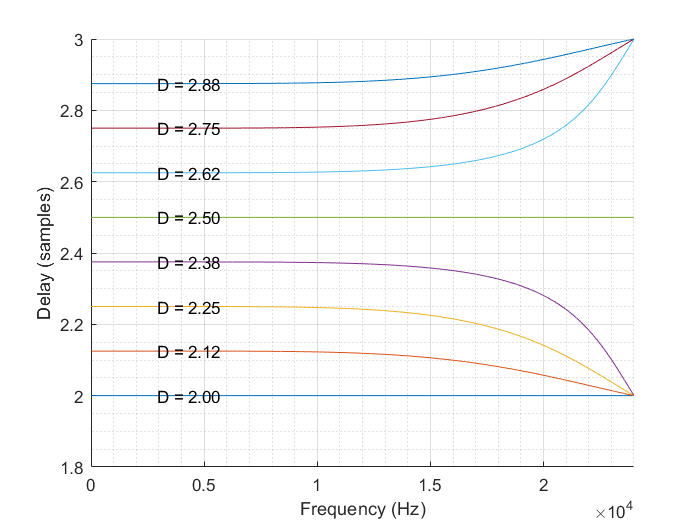 3
D = 2.88
2.8
D = 2.75
2.6
D = 2.62
D = 2.50
2.4
D = 2.38
D = 2.25
2.2
D = 2.12
2
D = 2.00
1.8
Delay (samples)
0 0.5 1 1.5 2
Frequency (Hz)
×10⁴